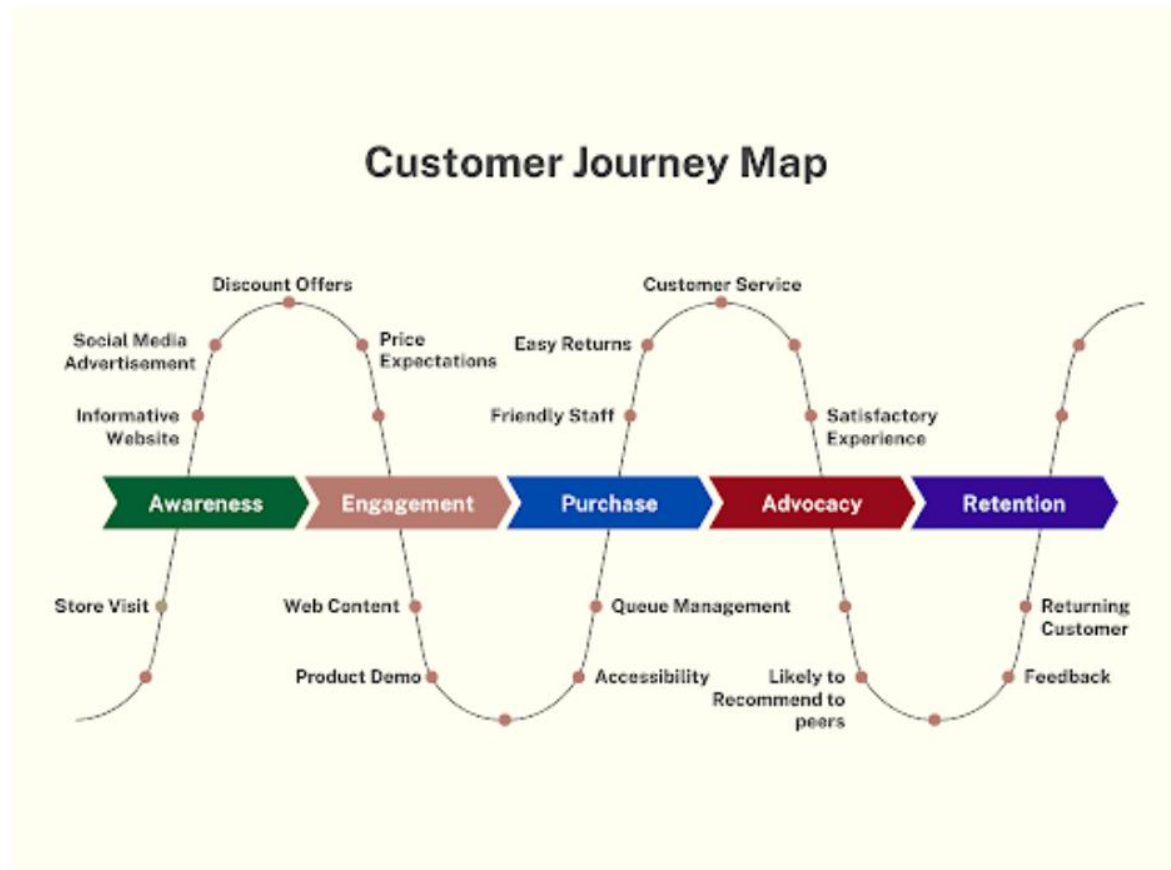 Customer Journey Map
Discount Offers
Customer Service
Social Media
Advertisement
Price
Expectations
Easy Returns
Informative
Website
Friendly Staff
Satisfactory
Experience
Awareness
Engagement
Purchase
Advocacy
Retention
Store Visit
Web Content
Queue Management
Returning
Customer
Product Demo
Accessibility
Likely to
Recommend to
peers
Feedback